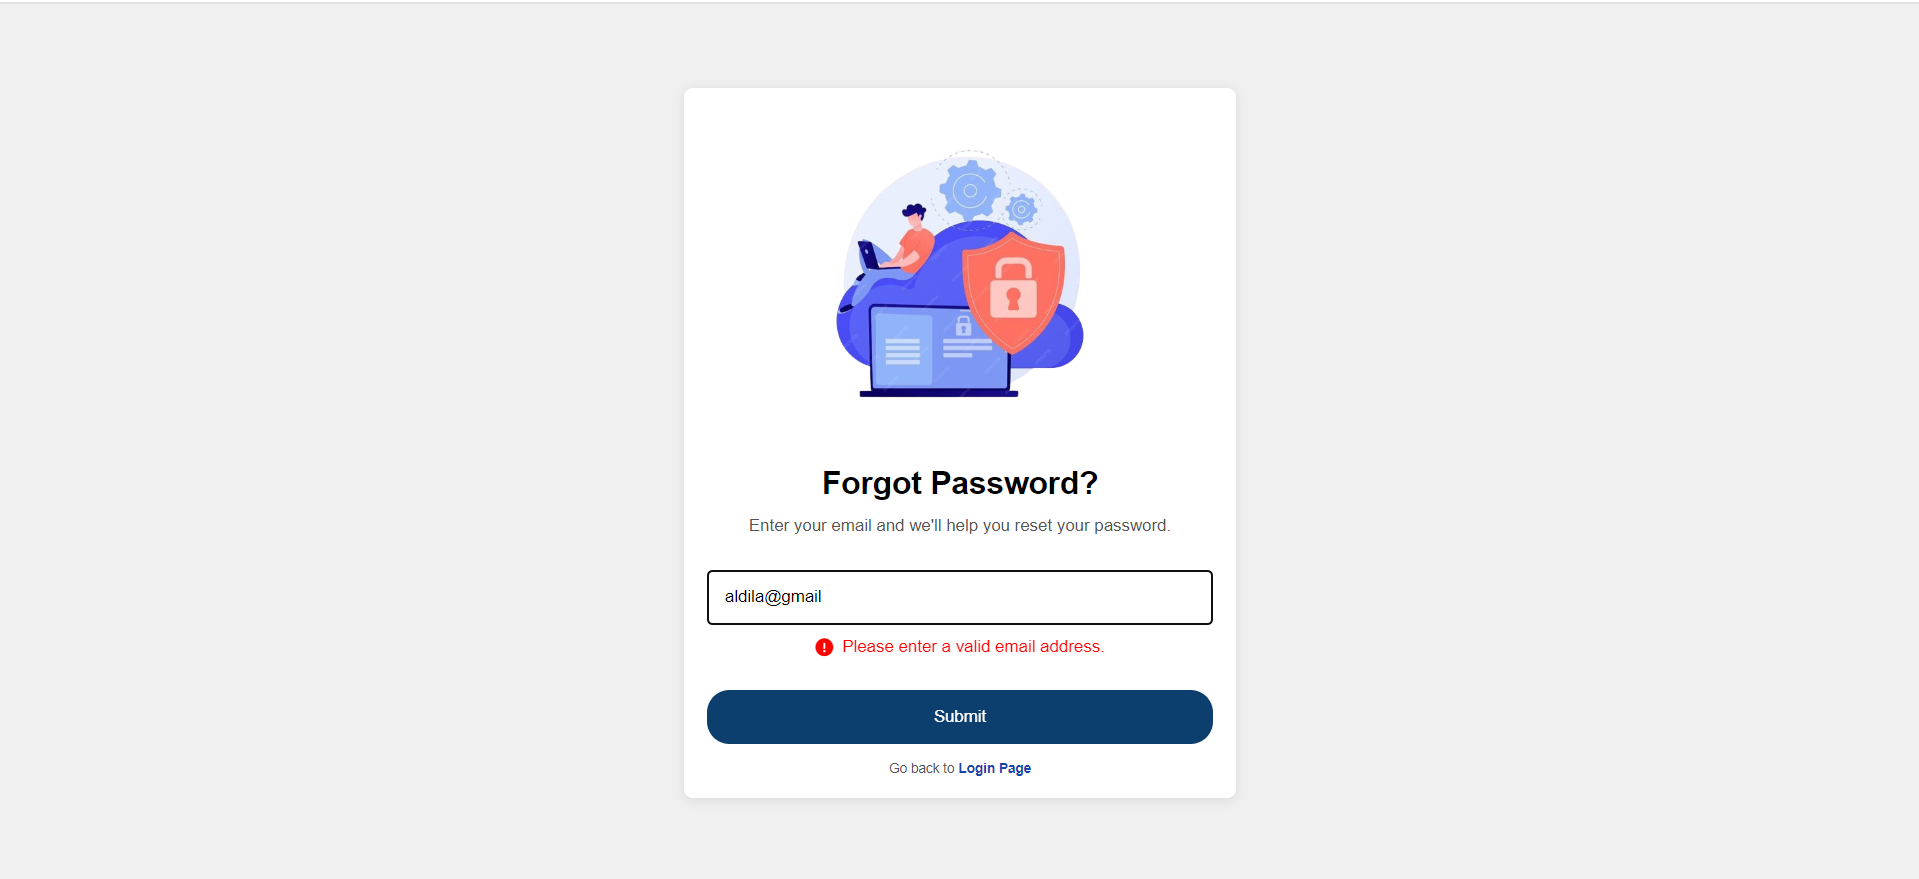 Forgot Password?
Enter your email and we'll help you reset your password.
aldila@gmail
Please enter a valid email address.
Submit
Go back to Login Page